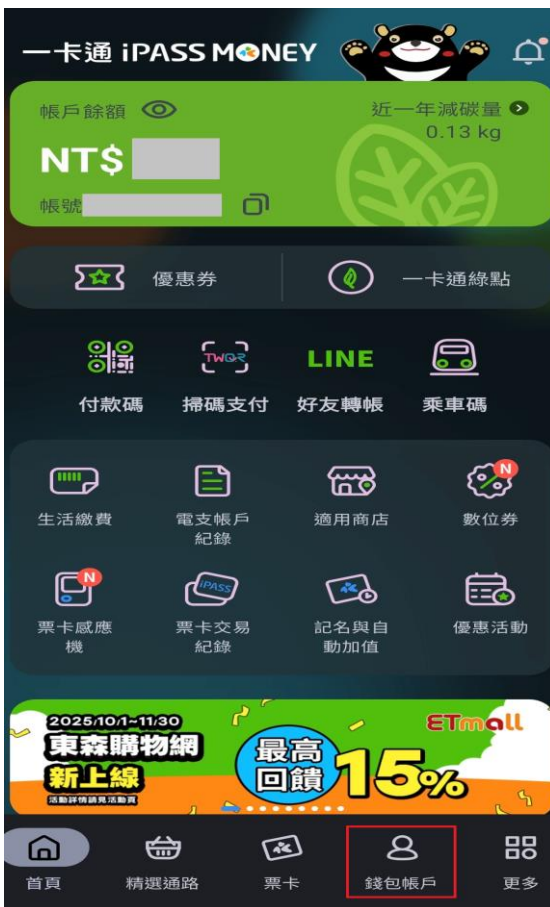 一卡通 iPASS MONEY
帳戶餘額
近一年減碳量
0.13 kg
NT$
帳號
優惠券
一卡通綠點
TWQR
LINE
付款碼
掃碼支付
好友轉帳
乘車碼
N
生活繳費
電支帳戶
紀錄
適用商店
數位券
N
iPASS
票卡感應
機
票卡交易
紀錄
記名與自
動加值
優惠活動
2025/10/1~11/30
東森購物網
新上線
活動詳情請見活動頁
最高
回饋
15%
ETmall
首頁
精選通路
票卡
錢包帳戶
更多